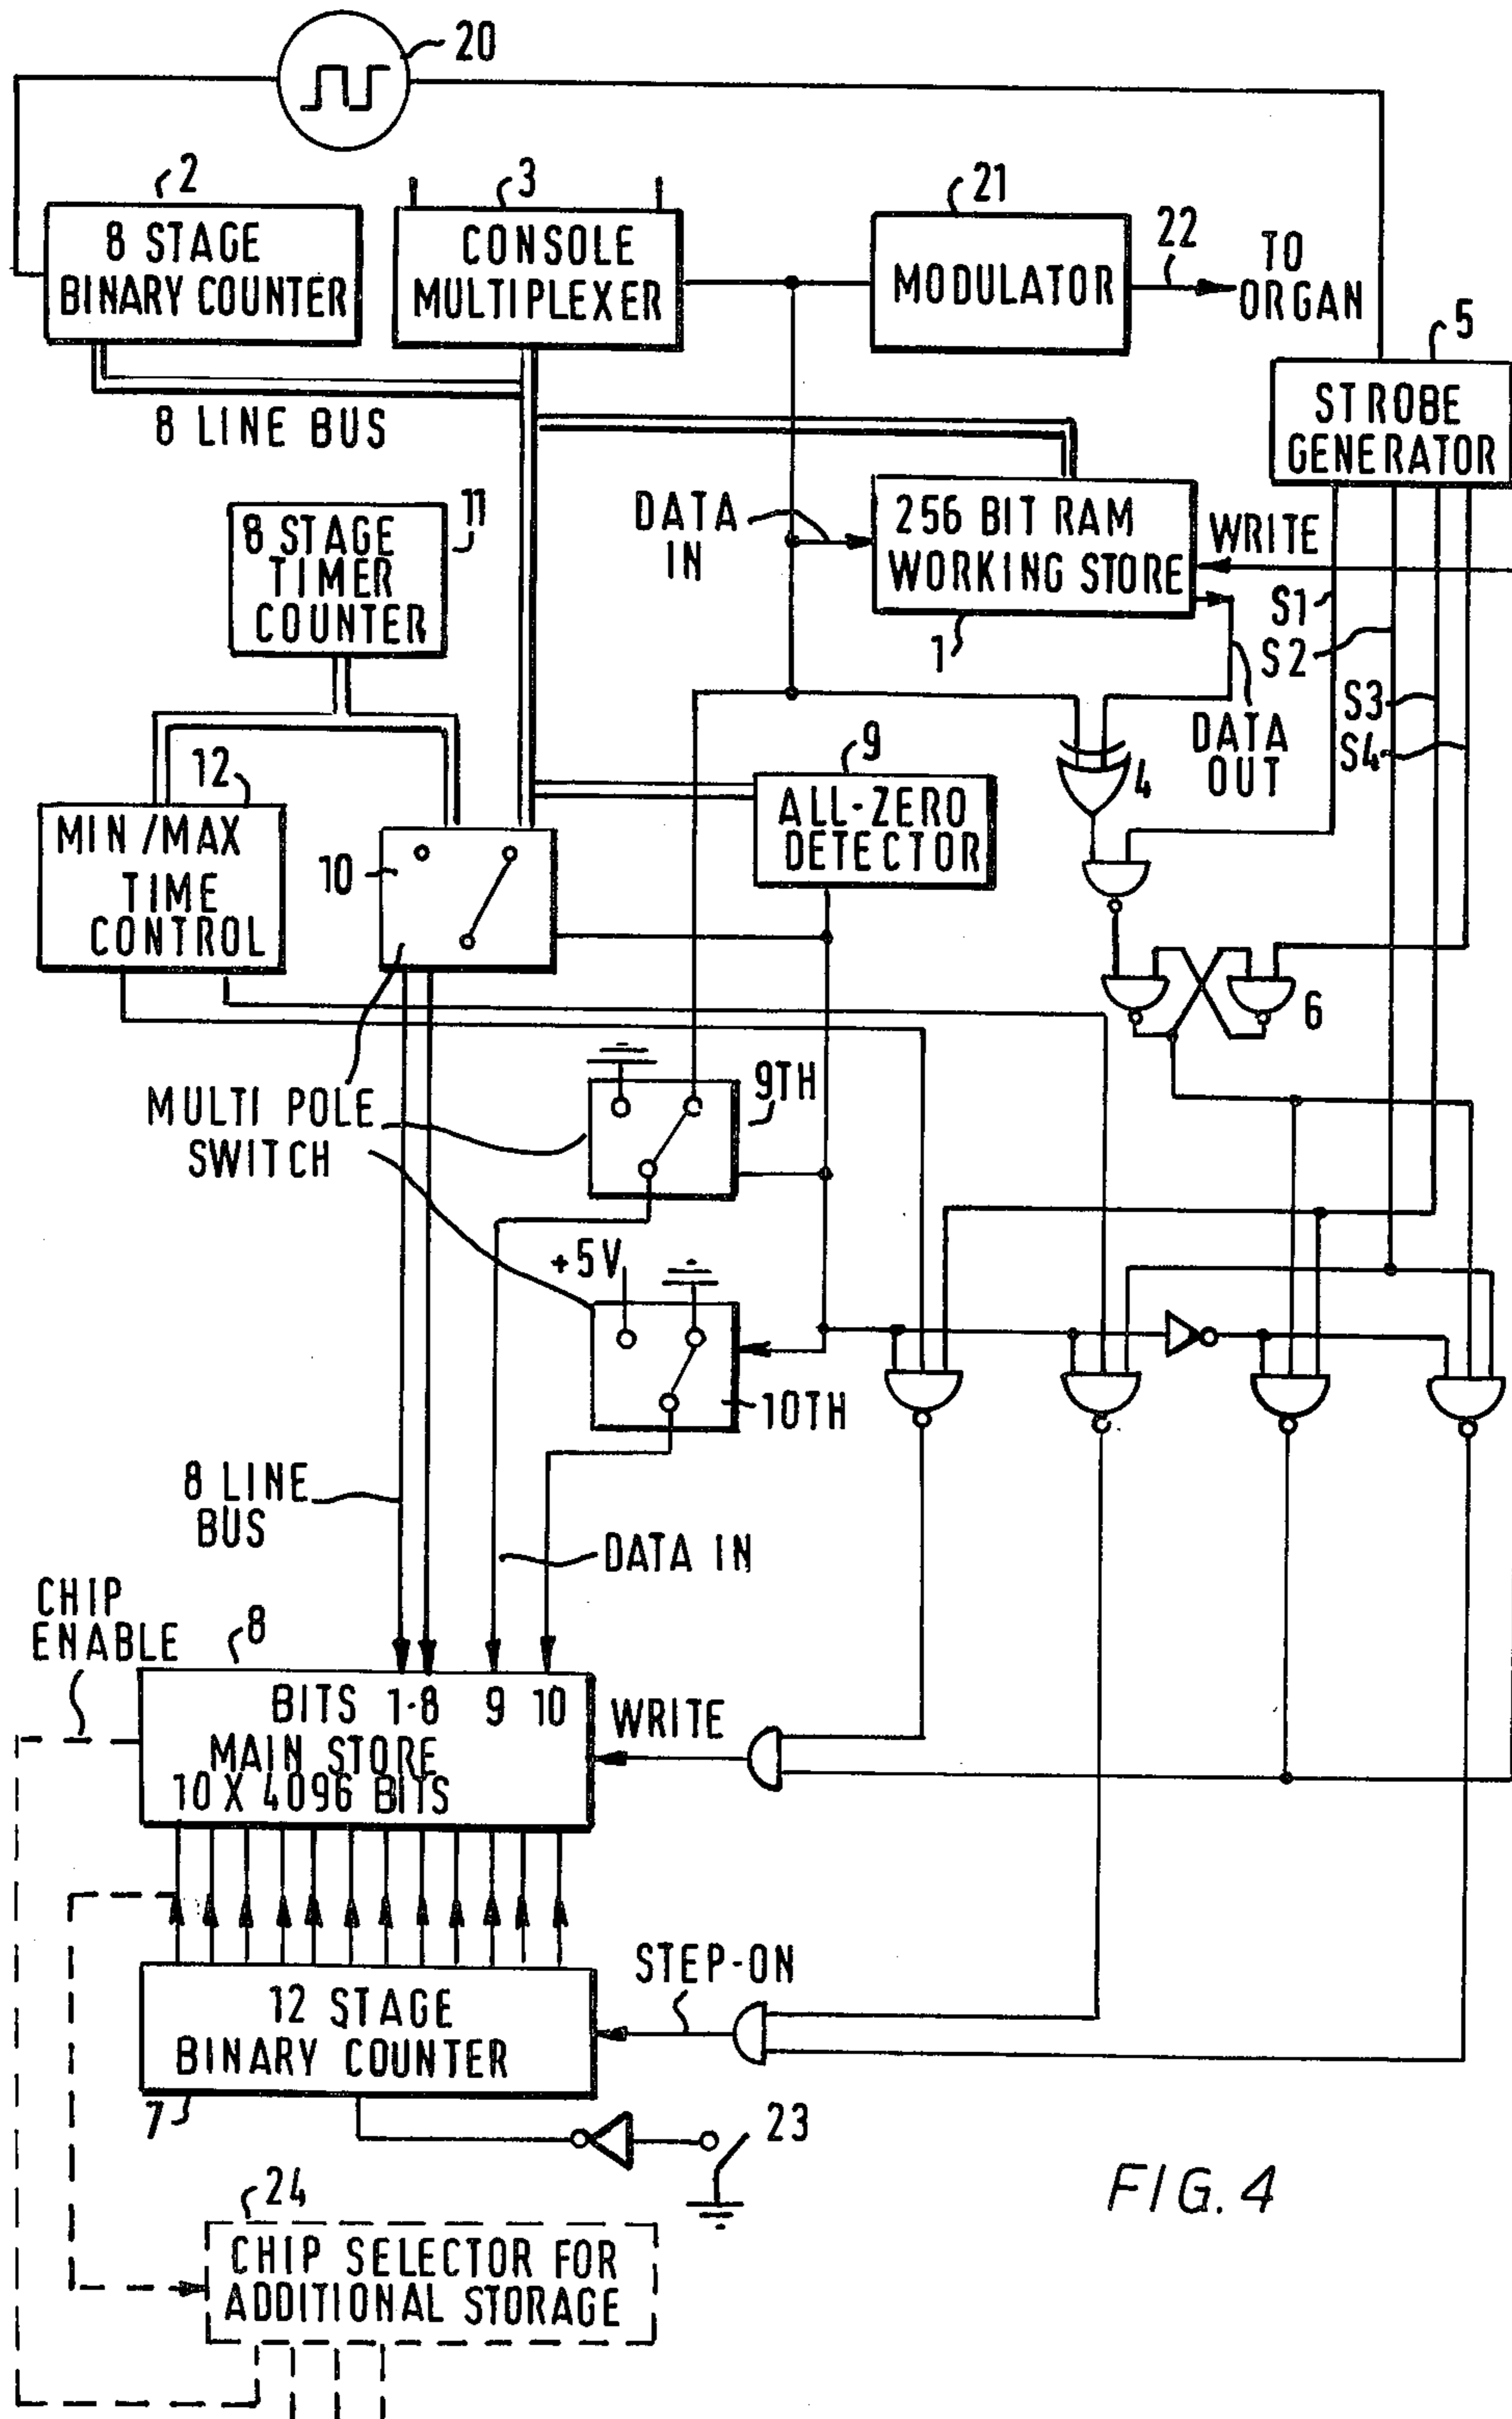 20
2
8 STAGE
BINARY COUNTER
3
CONSOLE
MULTIPLEXER
21
MODULATOR
22
TO
ORGAN
5
STROBE
GENERATOR
8 LINE BUS
11
8 STAGE
TIMER
COUNTER
DATA
IN
256 BIT RAM
WORKING STORE
1
WRITE
S1
S2
S3
S4
DATA
OUT
12
MIN/MAX
TIME
CONTROL
10
9
ALL-ZERO
DETECTOR
4
6
MULTI POLE
SWITCH
9TH
+5V
10TH
8 LINE
BUS
DATA IN
CHIP
ENABLE
8
BITS 1-8 9 10
MAIN STORE
10 X 4096 BITS
WRITE
STEP-ON
12 STAGE
BINARY COUNTER
7
23
24
CHIP SELECTOR FOR
ADDITIONAL STORAGE
FIG. 4